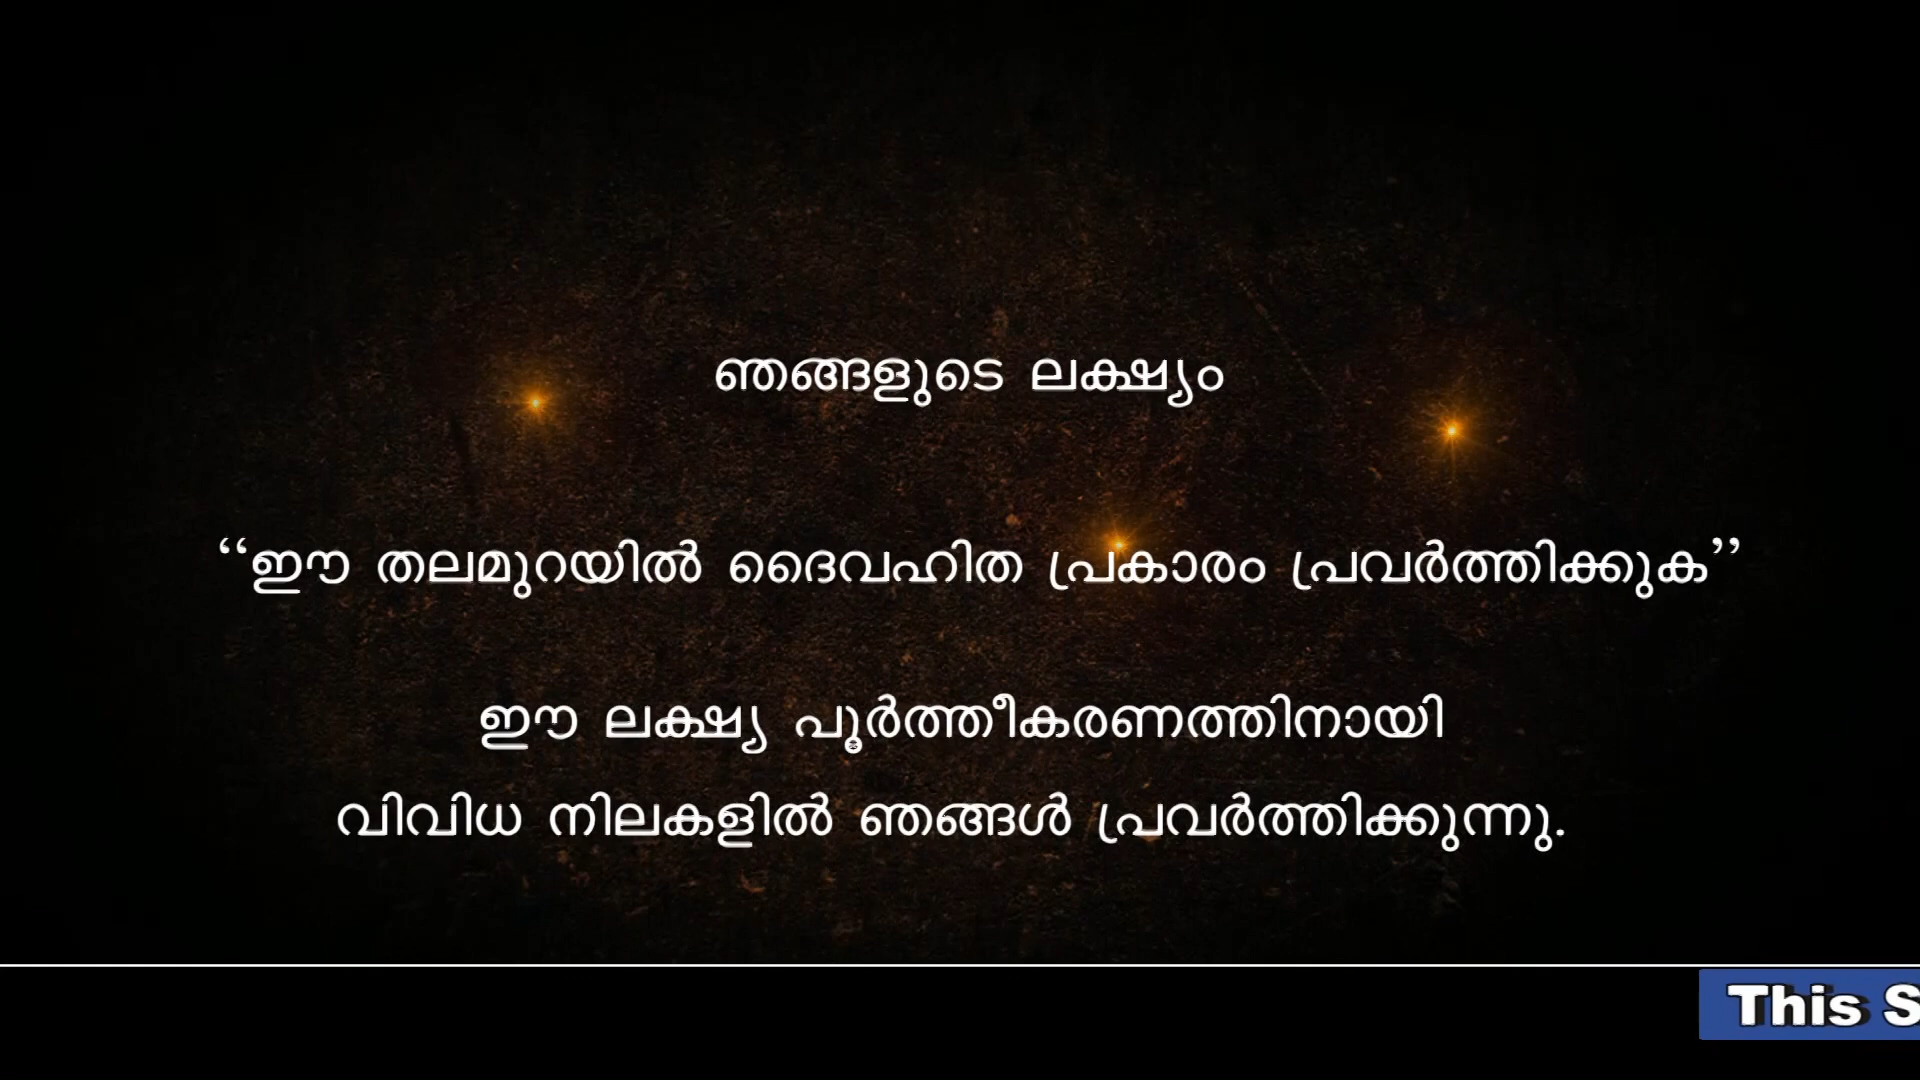 ഞങ്ങളുടെ ലക്ഷ്യം
‘‘ഈ തലമുറയിൽ ദൈവഹിത പ്രകാരം പ്രവർത്തിക്കുക’’
ഈ ലക്ഷ്യ പൂർത്തീകരണത്തിനായി
വിവിധ നിലകളിൽ ഞങ്ങൾ പ്രവർത്തിക്കുന്നു.
This S